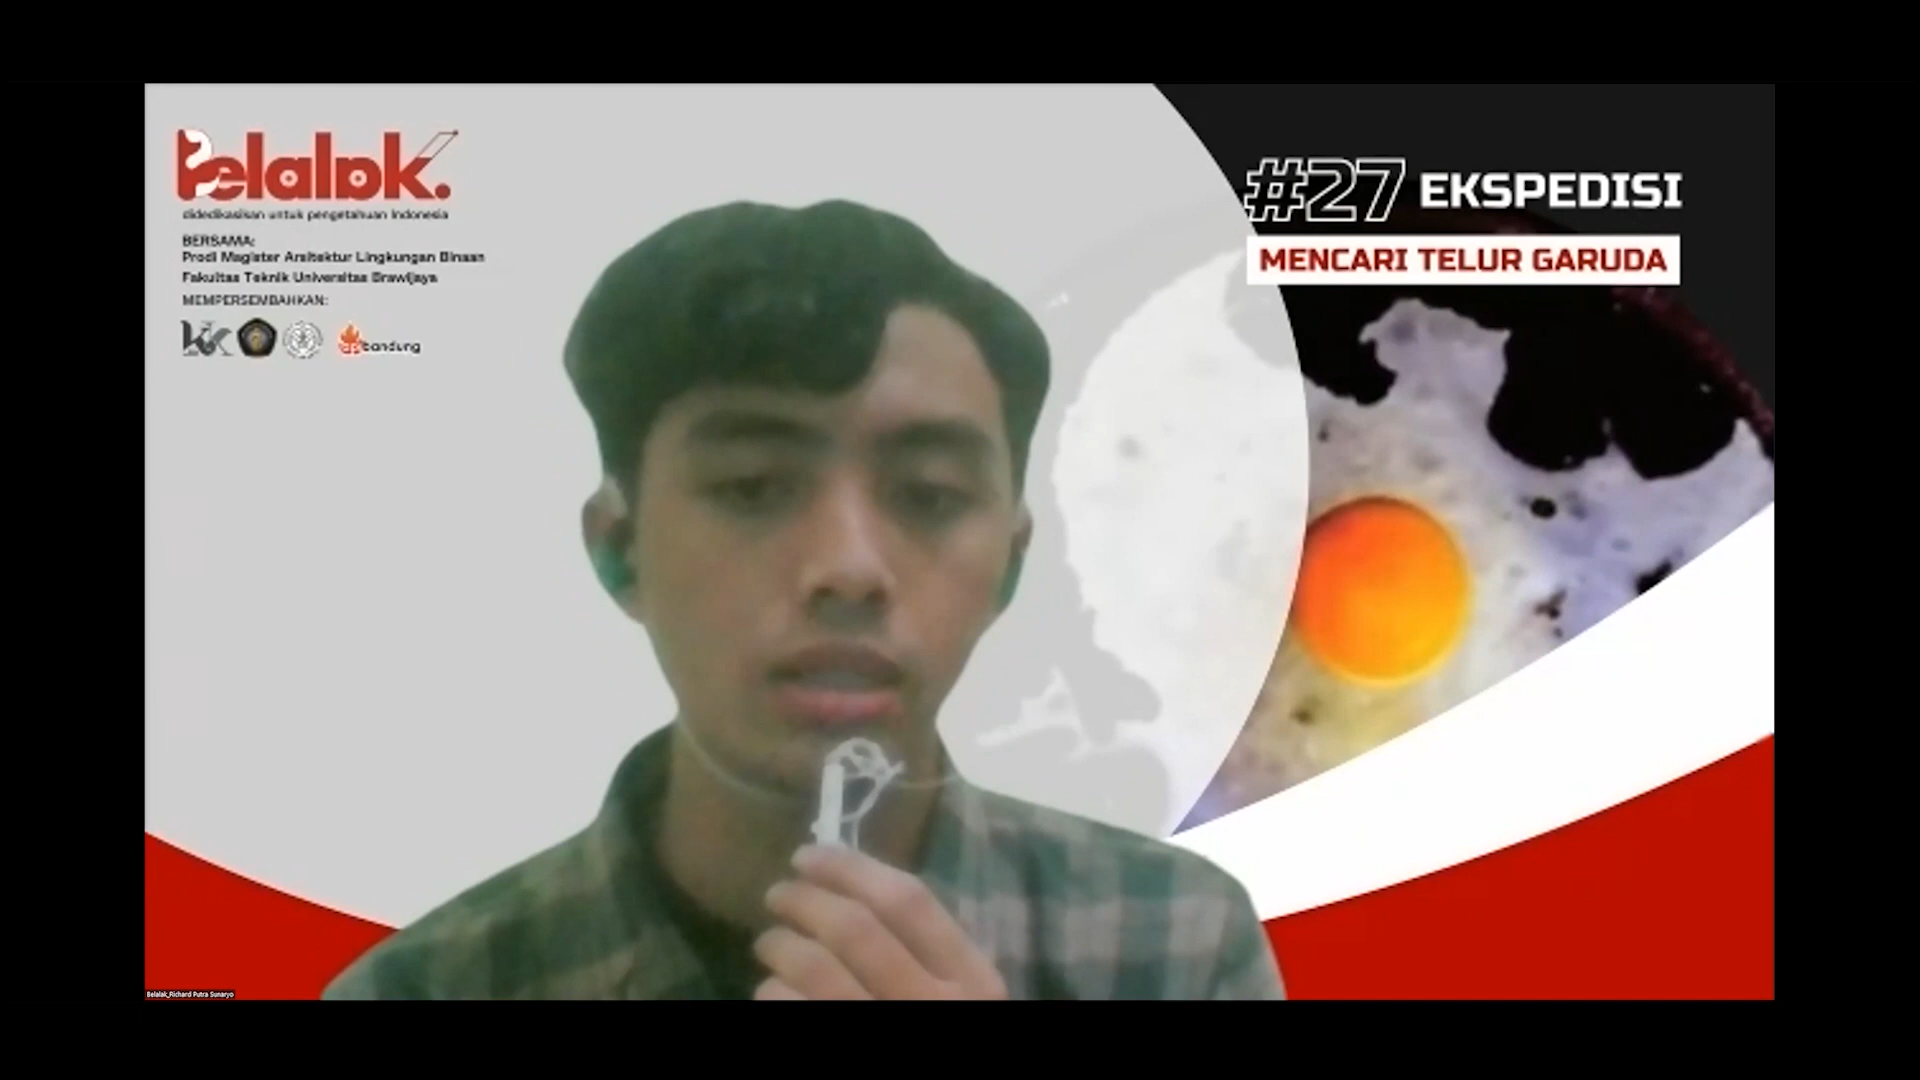 Belalak.
didedikasikan untuk pengetahuan Indonesia
BERSAMA:
Prodi Magister Arsitektur Lingkungan Binaan
Fakultas Teknik Universitas Brawijaya
MEMPERSEMBAHKAN:
bandung
#27 EKSPEDISI
MENCARI TELUR GARUDA
Belalak_Richard Putra Sunaryo